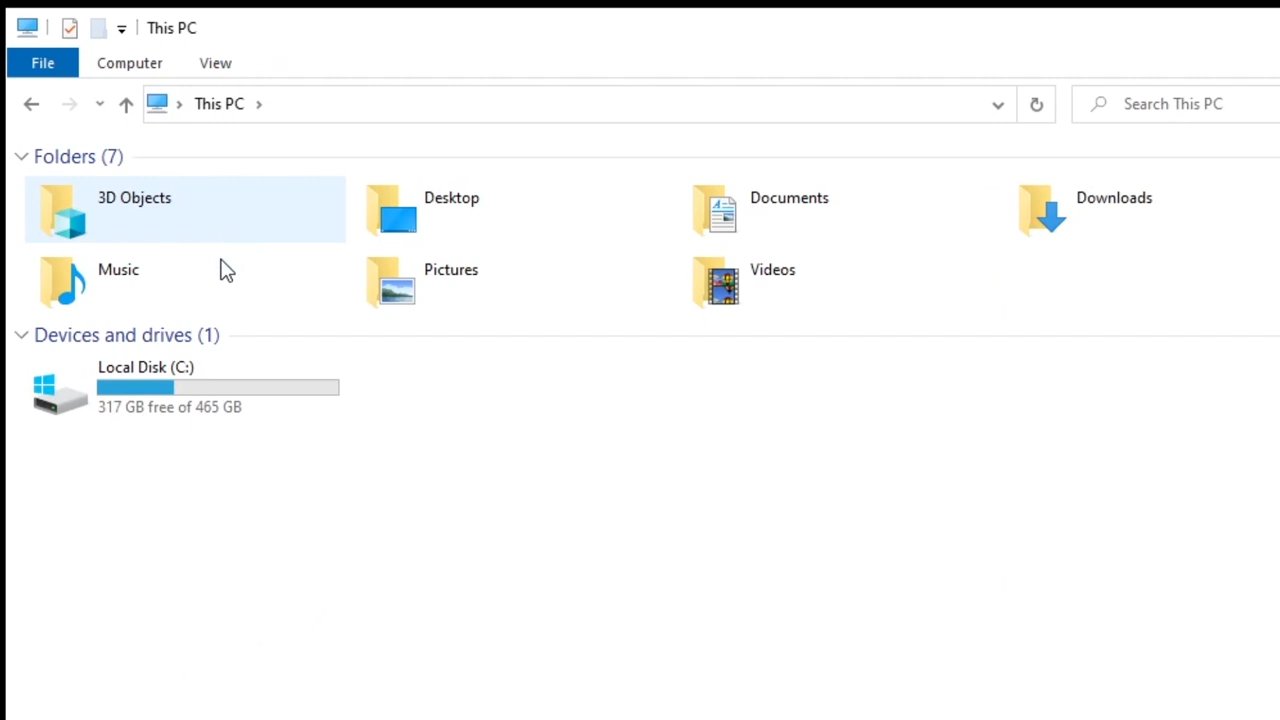 This PC
File Computer View
This PC Search This PC
Folders (7)
3D Objects Desktop Documents Downloads
Music Pictures Videos
Devices and drives (1)
Local Disk (C:)
317 GB free of 465 GB